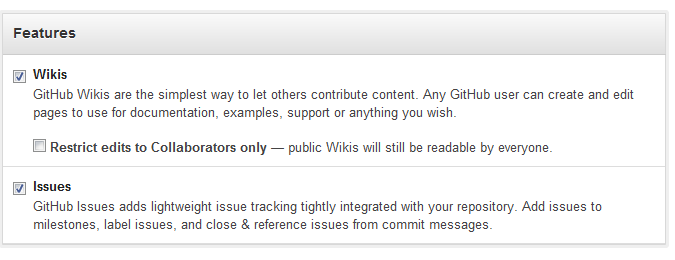 Features
Wikis
GitHub Wikis are the simplest way to let others contribute content. Any GitHub user can create and edit
pages to use for documentation, examples, support or anything you wish.
Restrict edits to Collaborators only — public Wikis will still be readable by everyone.
Issues
GitHub Issues adds lightweight issue tracking tightly integrated with your repository. Add issues to
milestones, label issues, and close & reference issues from commit messages.